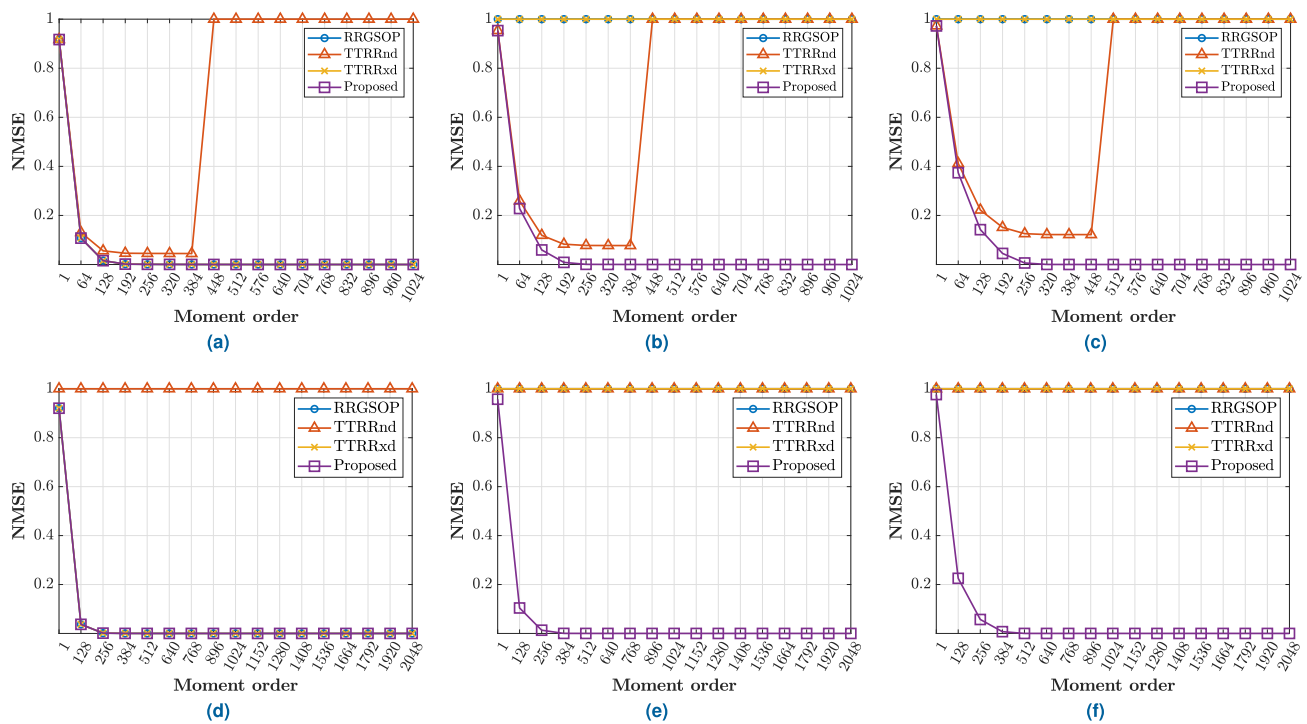 1
0.8
0.6
0.4
0.2
NMSE
RRGSOP
TTRRnd
TTRRxd
Proposed
1 64 128 192 256 320 384 448 512 576 640 704 768 832 896 960 1024
Moment order
(a)
1
0.8
0.6
0.4
0.2
NMSE
RRGSOP
TTRRnd
TTRRxd
Proposed
1 64 128 192 256 320 384 448 512 576 640 704 768 832 896 960 1024
Moment order
(b)
1
0.8
0.6
0.4
0.2
NMSE
RRGSOP
TTRRnd
TTRRxd
Proposed
1 64 128 192 256 320 384 448 512 576 640 704 768 832 896 960 1024
Moment order
(c)
1
0.8
0.6
0.4
0.2
NMSE
RRGSOP
TTRRnd
TTRRxd
Proposed
1 128 256 384 512 640 768 896 1024 1152 1280 1408 1536 1664 1792 1920 2048
Moment order
(d)
1
0.8
0.6
0.4
0.2
NMSE
RRGSOP
TTRRnd
TTRRxd
Proposed
1 128 256 384 512 640 768 896 1024 1152 1280 1408 1536 1664 1792 1920 2048
Moment order
(e)
1
0.8
0.6
0.4
0.2
NMSE
RRGSOP
TTRRnd
TTRRxd
Proposed
1 128 256 384 512 640 768 896 1024 1152 1280 1408 1536 1664 1792 1920 2048
Moment order
(f)